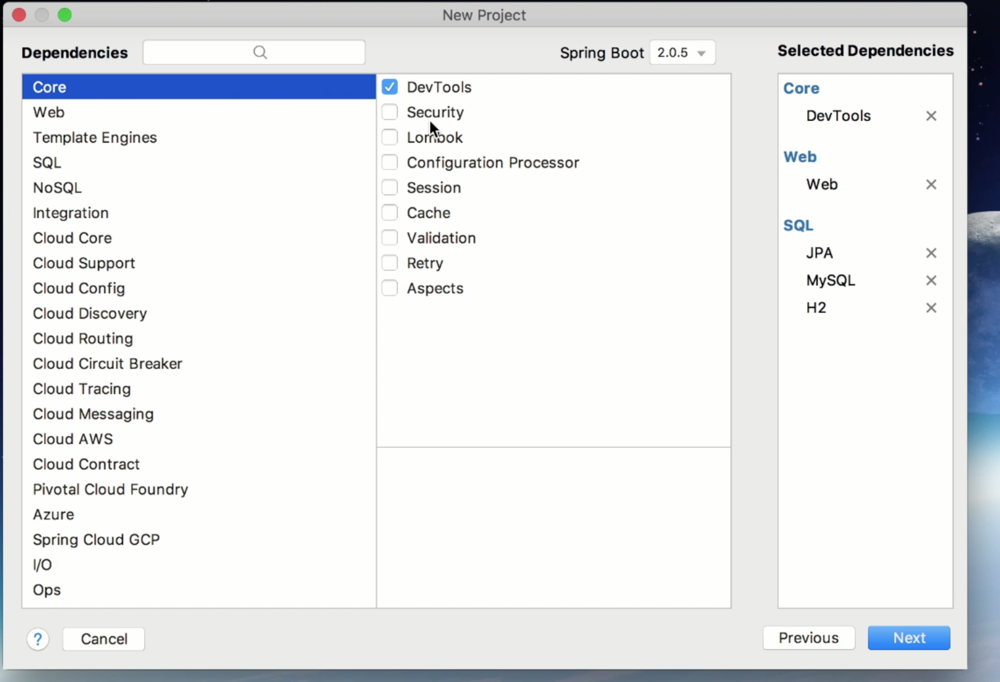 New Project
Dependencies
Spring Boot 2.0.5
Selected Dependencies
Core
Web
Template Engines
SQL
NoSQL
Integration
Cloud Core
Cloud Support
Cloud Config
Cloud Discovery
Cloud Routing
Cloud Circuit Breaker
Cloud Tracing
Cloud Messaging
Cloud AWS
Cloud Contract
Pivotal Cloud Foundry
Azure
Spring Cloud GCP
I/O
Ops
DevTools
Security
Lombok
Configuration Processor
Session
Cache
Validation
Retry
Aspects
Core
DevTools
Web
Web
SQL
JPA
MySQL
H2
?
Cancel
Previous
Next